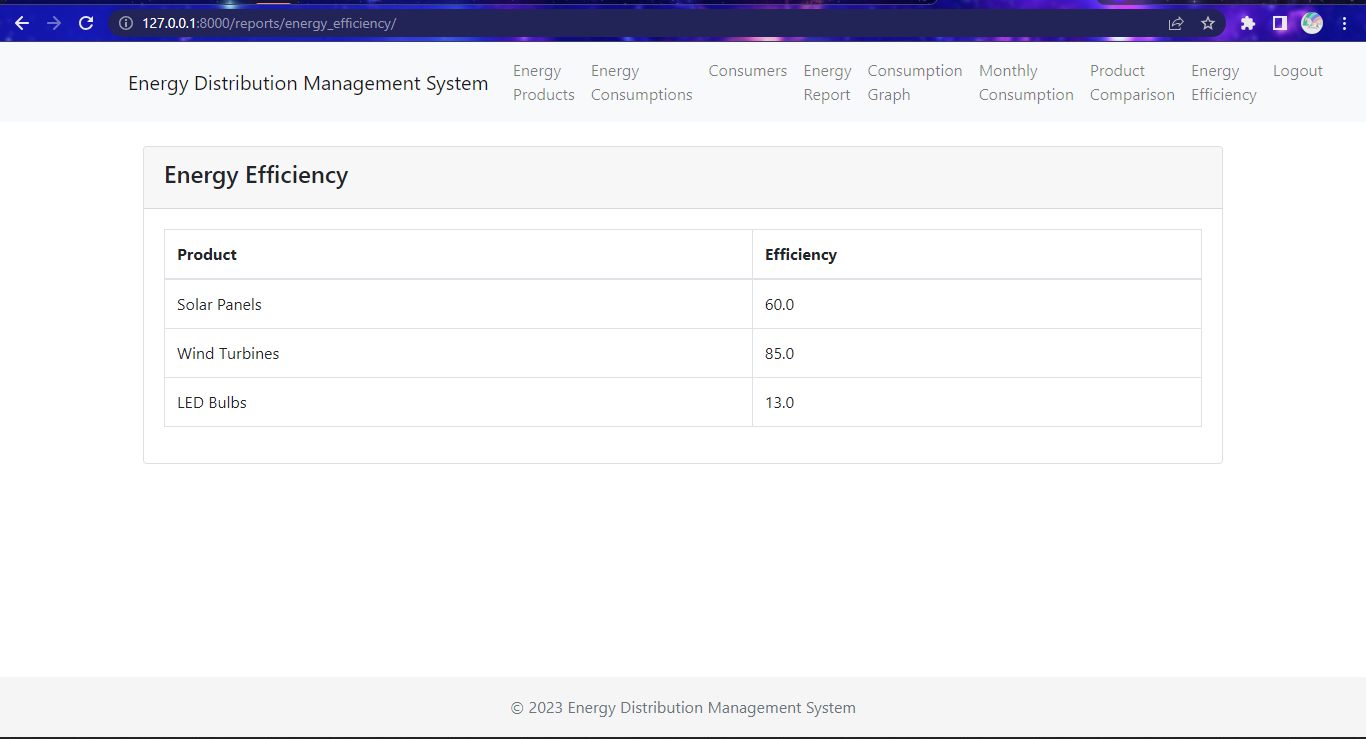 127.0.0.1:8000/reports/energy_efficiency/
Energy Distribution Management System
Energy Products
Energy Consumptions
Consumers
Energy Report
Consumption Graph
Monthly Consumption
Product Comparison
Energy Efficiency
Logout
Energy Efficiency
Product Efficiency
Solar Panels 60.0
Wind Turbines 85.0
LED Bulbs 13.0
© 2023 Energy Distribution Management System